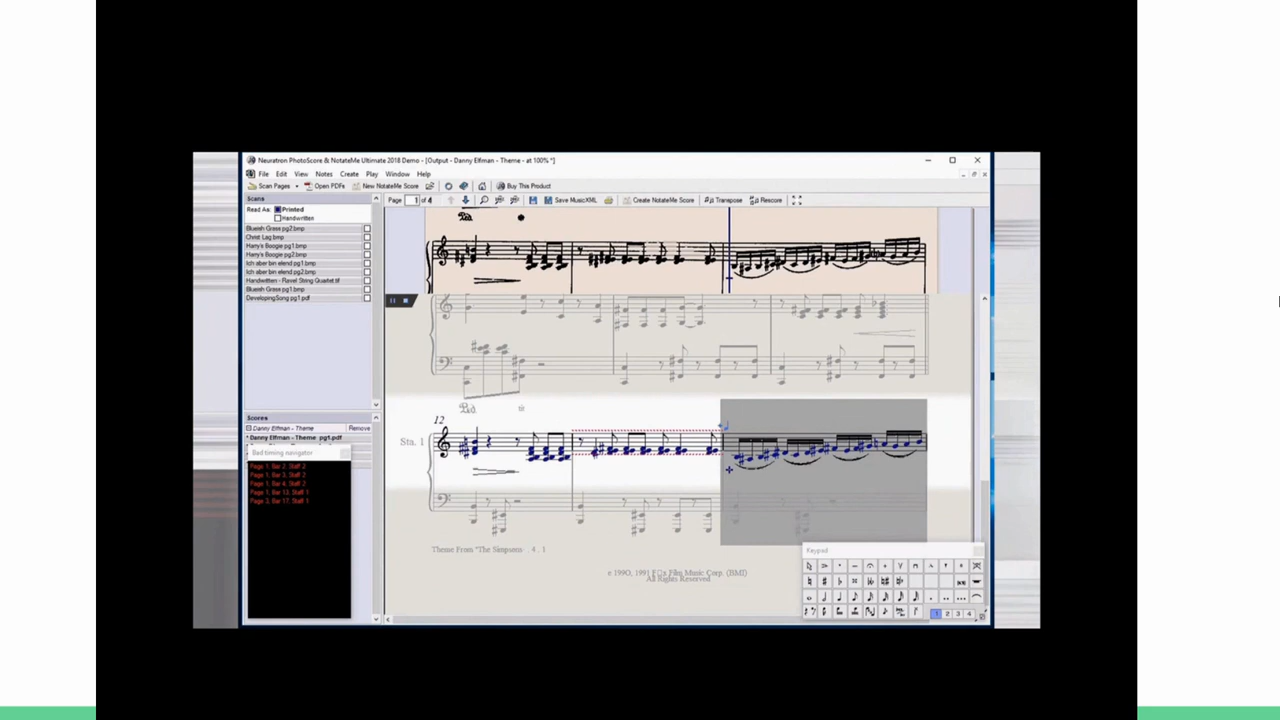 Neuratron PhotoScore & NotateMe Ultimate 2018 Demo - [Output - Danny Elfman - Theme - at 100% *]
File Edit View Notes Create Play Window Help
Scan Pages Open PDFs New NotateMe Score Buy This Product
Scans
Page 1 of 4 Save MusicXML Create NotateMe Score Transpose Rescore
Read As: Printed
Handwritten
Blueish Grass pg2.bmp
Christ Lag.bmp
Harry's Boogie pg1.bmp
Harry's Boogie pg2.bmp
Ich aber bin elend pg1.bmp
Ich aber bin elend pg2.bmp
Handwritten - Ravel String Quartet.tif
Blueish Grass pg1.bmp
DevelopingSong pg1.pdf
Scores
Danny Elfman - Theme Remove
* Danny Elfman - Theme pg1.pdf
Bad timing navigator
Page 1, Bar 2, Staff 2
Page 1, Bar 3, Staff 2
Page 1, Bar 4, Staff 2
Page 1, Bar 13, Staff 1
Page 3, Bar 17, Staff 1
12
Sta. 1
Theme From "The Simpsons . 4 . 1
All Rights Reserved
Keypad
1 2 3 4